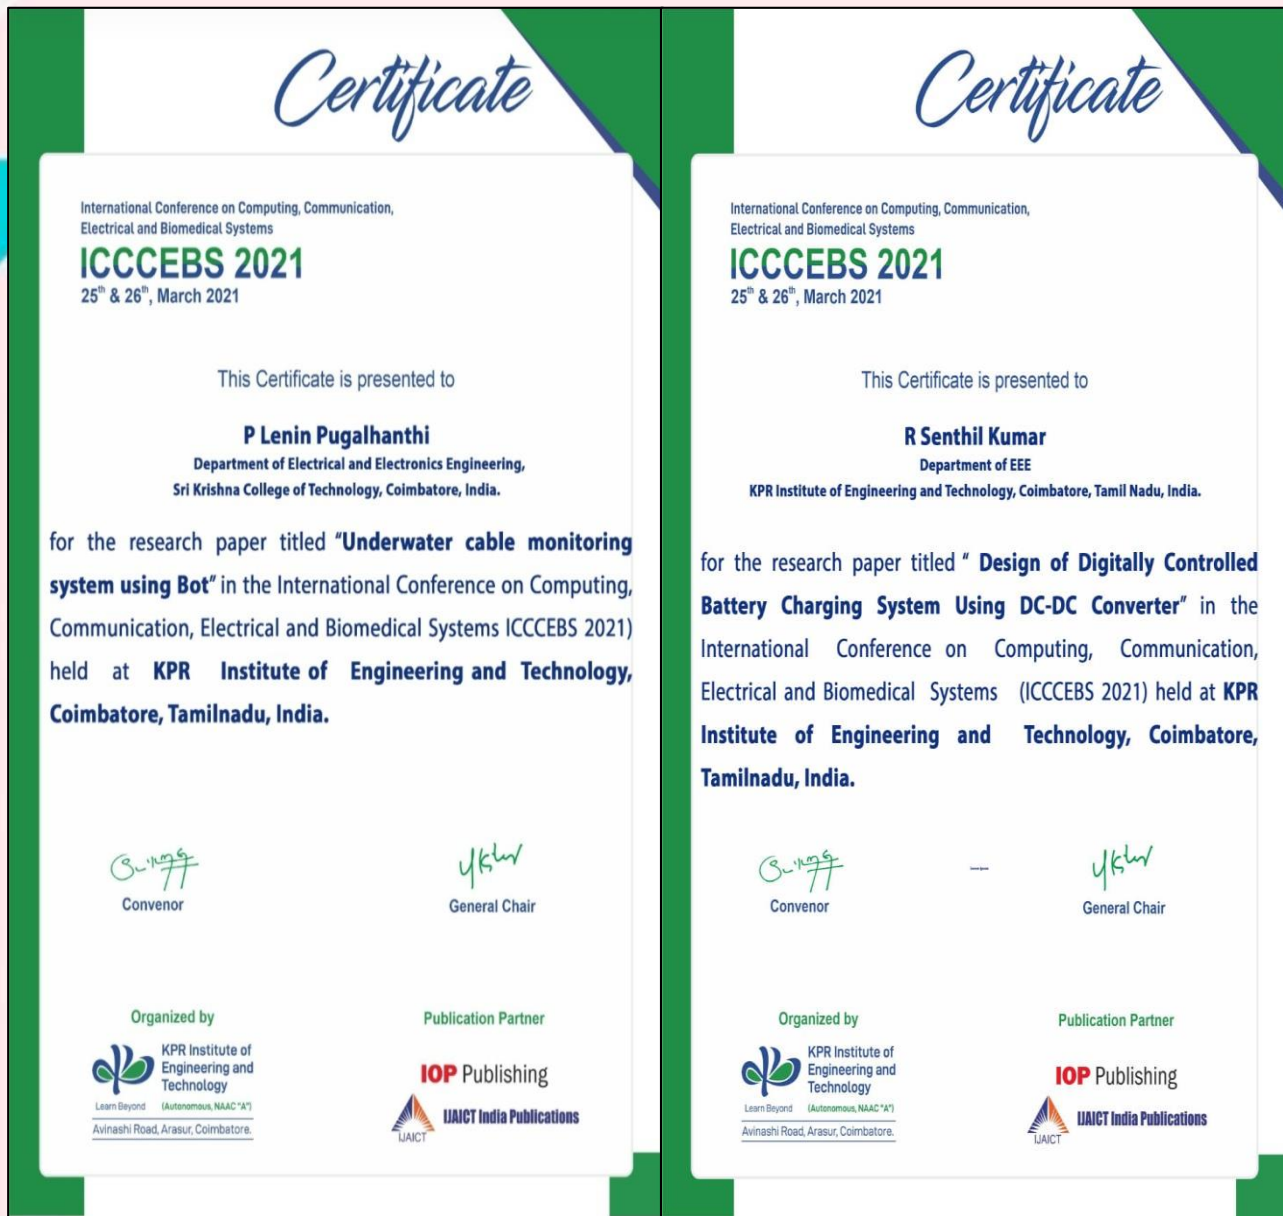 Certificate
International Conference on Computing, Communication,
Electrical and Biomedical Systems
ICCCEBS 2021
25th & 26th, March 2021
This Certificate is presented to
P Lenin Pugalhanthi
Department of Electrical and Electronics Engineering,
Sri Krishna College of Technology, Coimbatore, India.
for the research paper titled "Underwater cable monitoring
system using Bot" in the International Conference on Computing,
Communication, Electrical and Biomedical Systems ICCCEBS 2021)
held at KPR Institute of Engineering and Technology,
Coimbatore, Tamilnadu, India.
Convenor
General Chair
Organized by
KPR Institute of
Engineering and
Technology
Learn Beyond
(Autonomous, NAAC "A")
Avinashi Road, Arasur, Coimbatore.
Publication Partner
IOP Publishing
IJAICT
IJAICT India Publications
Certificate
International Conference on Computing, Communication,
Electrical and Biomedical Systems
ICCCEBS 2021
25th & 26th, March 2021
This Certificate is presented to
R Senthil Kumar
Department of EEE
KPR Institute of Engineering and Technology, Coimbatore, Tamil Nadu, India.
for the research paper titled " Design of Digitally Controlled
Battery Charging System Using DC-DC Converter" in the
International Conference on Computing, Communication,
Electrical and Biomedical Systems (ICCCEBS 2021) held at KPR
Institute of Engineering and Technology, Coimbatore,
Tamilnadu, India.
Convenor
General Chair
Organized by
KPR Institute of
Engineering and
Technology
Learn Beyond
(Autonomous, NAAC "A")
Avinashi Road, Arasur, Coimbatore.
Publication Partner
IOP Publishing
IJAICT
IJAICT India Publications